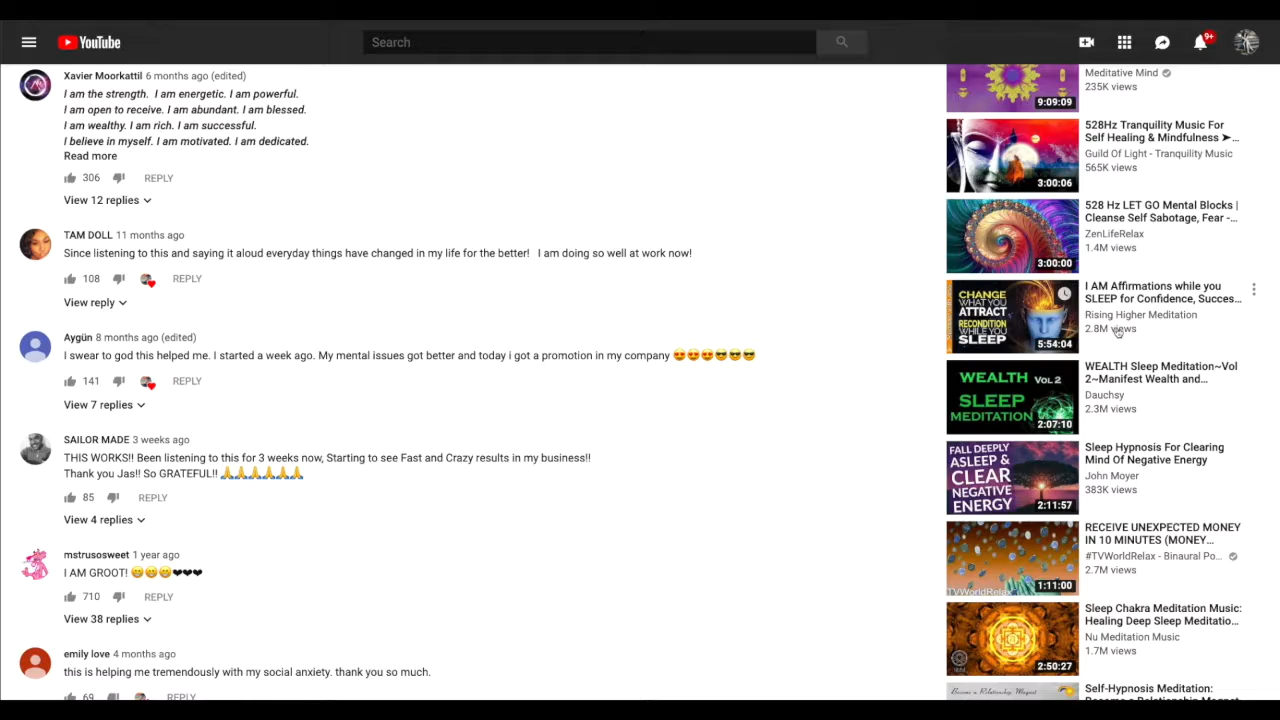 YouTube
Search
9+
Xavier Moorkattil 6 months ago (edited)
I am the strength. I am energetic. I am powerful.
I am open to receive. I am abundant. I am blessed.
I am wealthy. I am rich. I am successful.
I believe in myself. I am motivated. I am dedicated.
Read more
306 REPLY
View 12 replies
TAM DOLL 11 months ago
Since listening to this and saying it aloud everyday things have changed in my life for the better! I am doing so well at work now!
108 REPLY
View reply
Aygün 8 months ago (edited)
I swear to god this helped me. I started a week ago. My mental issues got better and today i got a promotion in my company 😍😍😍😎😎😎
141 REPLY
View 7 replies
SAILOR MADE 3 weeks ago
THIS WORKS!! Been listening to this for 3 weeks now, Starting to see Fast and Crazy results in my business!!
Thank you Jas!! So GRATEFUL!! 🙏🙏🙏🙏🙏🙏
85 REPLY
View 4 replies
mstrusosweet 1 year ago
I AM GROOT! 😁😁😁❤❤❤
710 REPLY
View 38 replies
emily love 4 months ago
this is helping me tremendously with my social anxiety. thank you so much.
69 REPLY
9:09:09
Meditative Mind
235K views
3:00:06
528Hz Tranquility Music For
Self Healing & Mindfulness ➤...
Guild Of Light - Tranquility Music
565K views
3:00:00
528 Hz LET GO Mental Blocks |
Cleanse Self Sabotage, Fear -...
ZenLifeRelax
1.4M views
CHANGE
WHAT YOU
ATTRACT
RECONDITION
WHILE YOU
SLEEP
5:54:04
I AM Affirmations while you
SLEEP for Confidence, Succes...
Rising Higher Meditation
2.8M views
WEALTH VOL 2
SLEEP
MEDITATION
2:07:10
WEALTH Sleep Meditation~Vol
2~Manifest Wealth and...
Dauchsy
2.3M views
FALL DEEPLY
ASLEEP &
CLEAR
NEGATIVE
ENERGY
2:11:57
Sleep Hypnosis For Clearing
Mind Of Negative Energy
John Moyer
383K views
TVWorldRelax
1:11:00
RECEIVE UNEXPECTED MONEY
IN 10 MINUTES (MONEY...
#TVWorldRelax - Binaural Po...
2.7M views
2:50:27
Sleep Chakra Meditation Music:
Healing Deep Sleep Meditatio...
Nu Meditation Music
1.7M views
Become a Relationship Magnet
Self-Hypnosis Meditation:
Become a Relationship Magnet